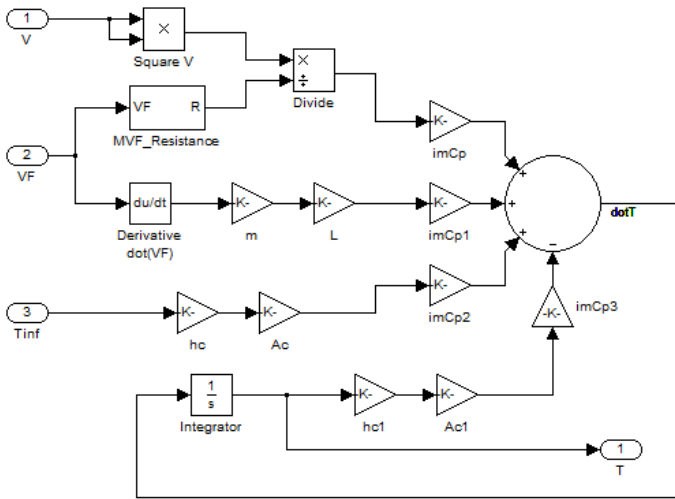 1
V
×
Square V
×
÷
Divide
VF R
MVF_Resistance
2
VF
K-
imCp
du/dt
Derivative
dot(VF)
K-
m
K-
L
K-
imCp1
+
+
+
−
dotT
3
Tinf
K-
hc
K-
Ac
K-
imCp2
-K-
imCp3
1
s
Integrator
K-
hc1
K-
Ac1
1
T